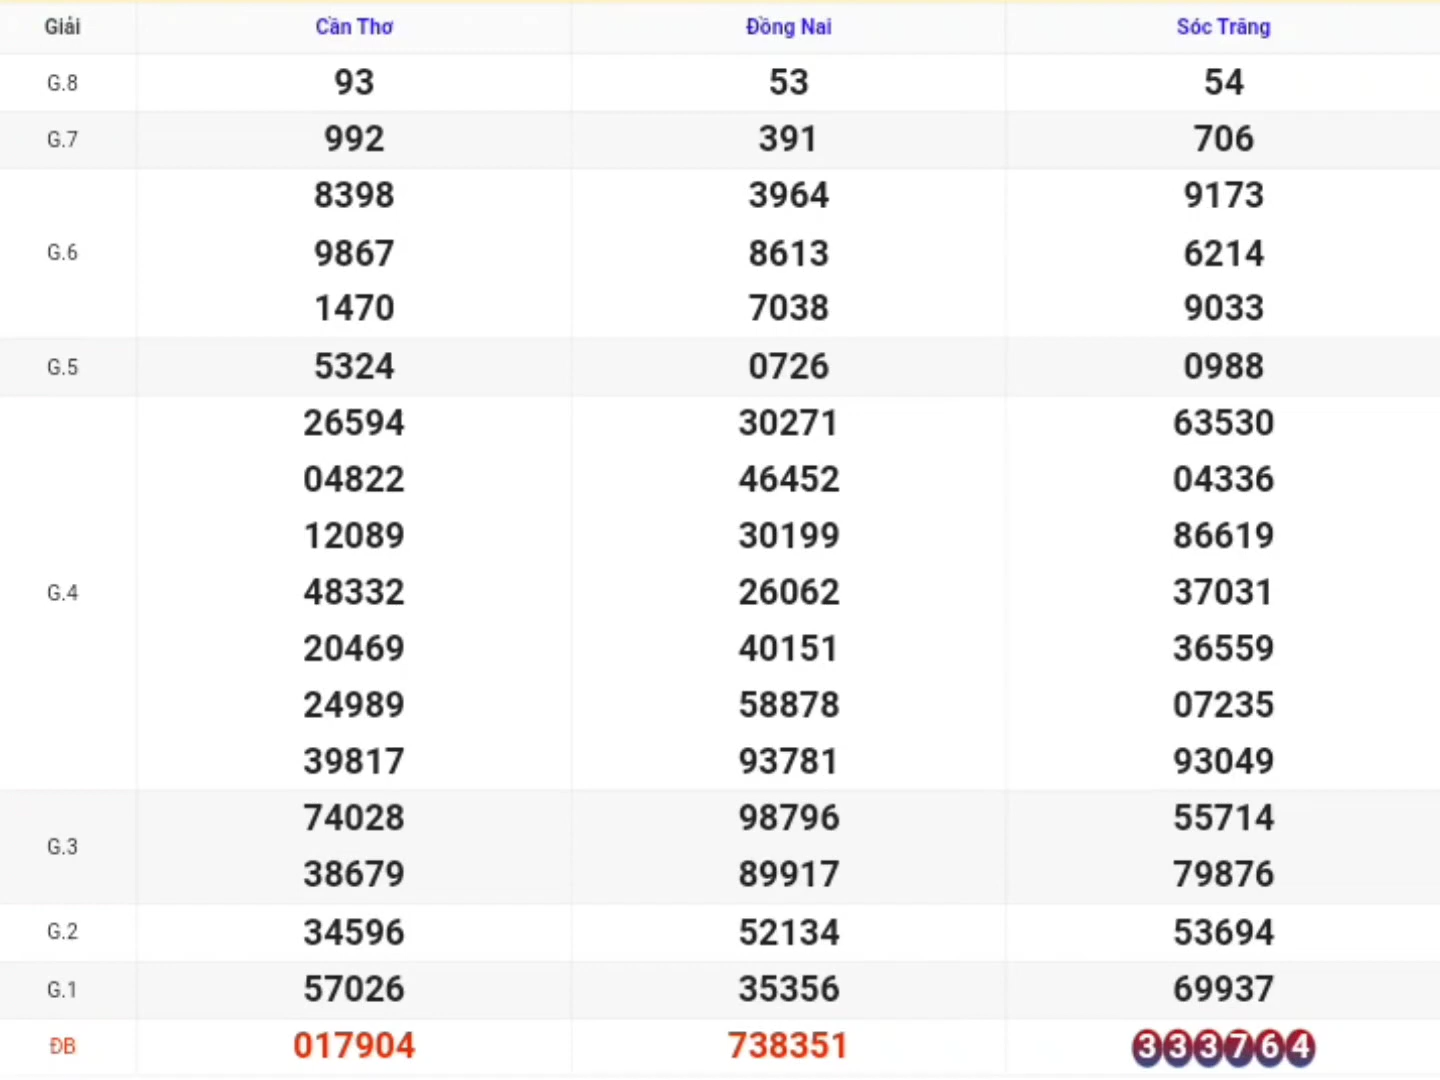 Giải Cần Thơ Đồng Nai Sóc Trăng
G.8 93 53 54
G.7 992 391 706
8398 3964 9173
G.6 9867 8613 6214
1470 7038 9033
G.5 5324 0726 0988
26594 30271 63530
04822 46452 04336
12089 30199 86619
G.4 48332 26062 37031
20469 40151 36559
24989 58878 07235
39817 93781 93049
G.3 74028 98796 55714
38679 89917 79876
G.2 34596 52134 53694
G.1 57026 35356 69937
ĐB 017904 738351 333764